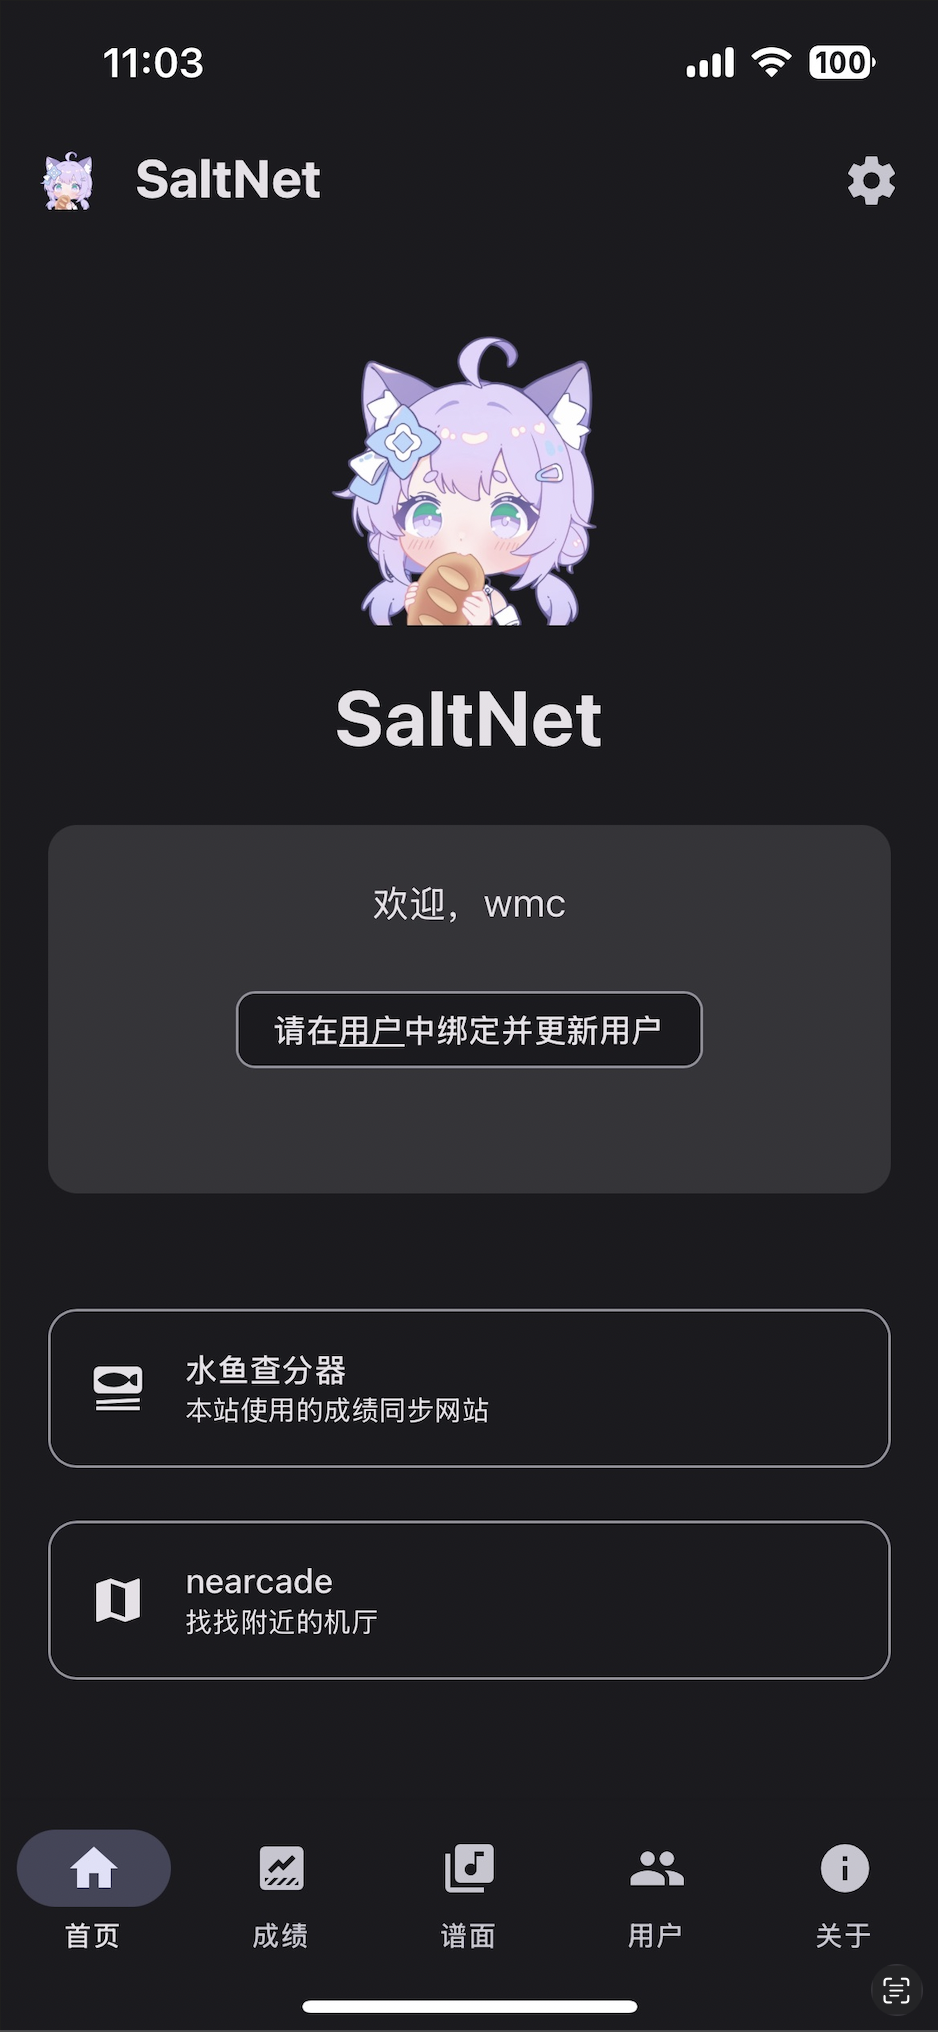 11:03
100
SaltNet
SaltNet
欢迎，wmc
请在用户中绑定并更新用户
水鱼查分器
本站使用的成绩同步网站
nearcade
找找附近的机厅
首页
成绩
谱面
用户
关于